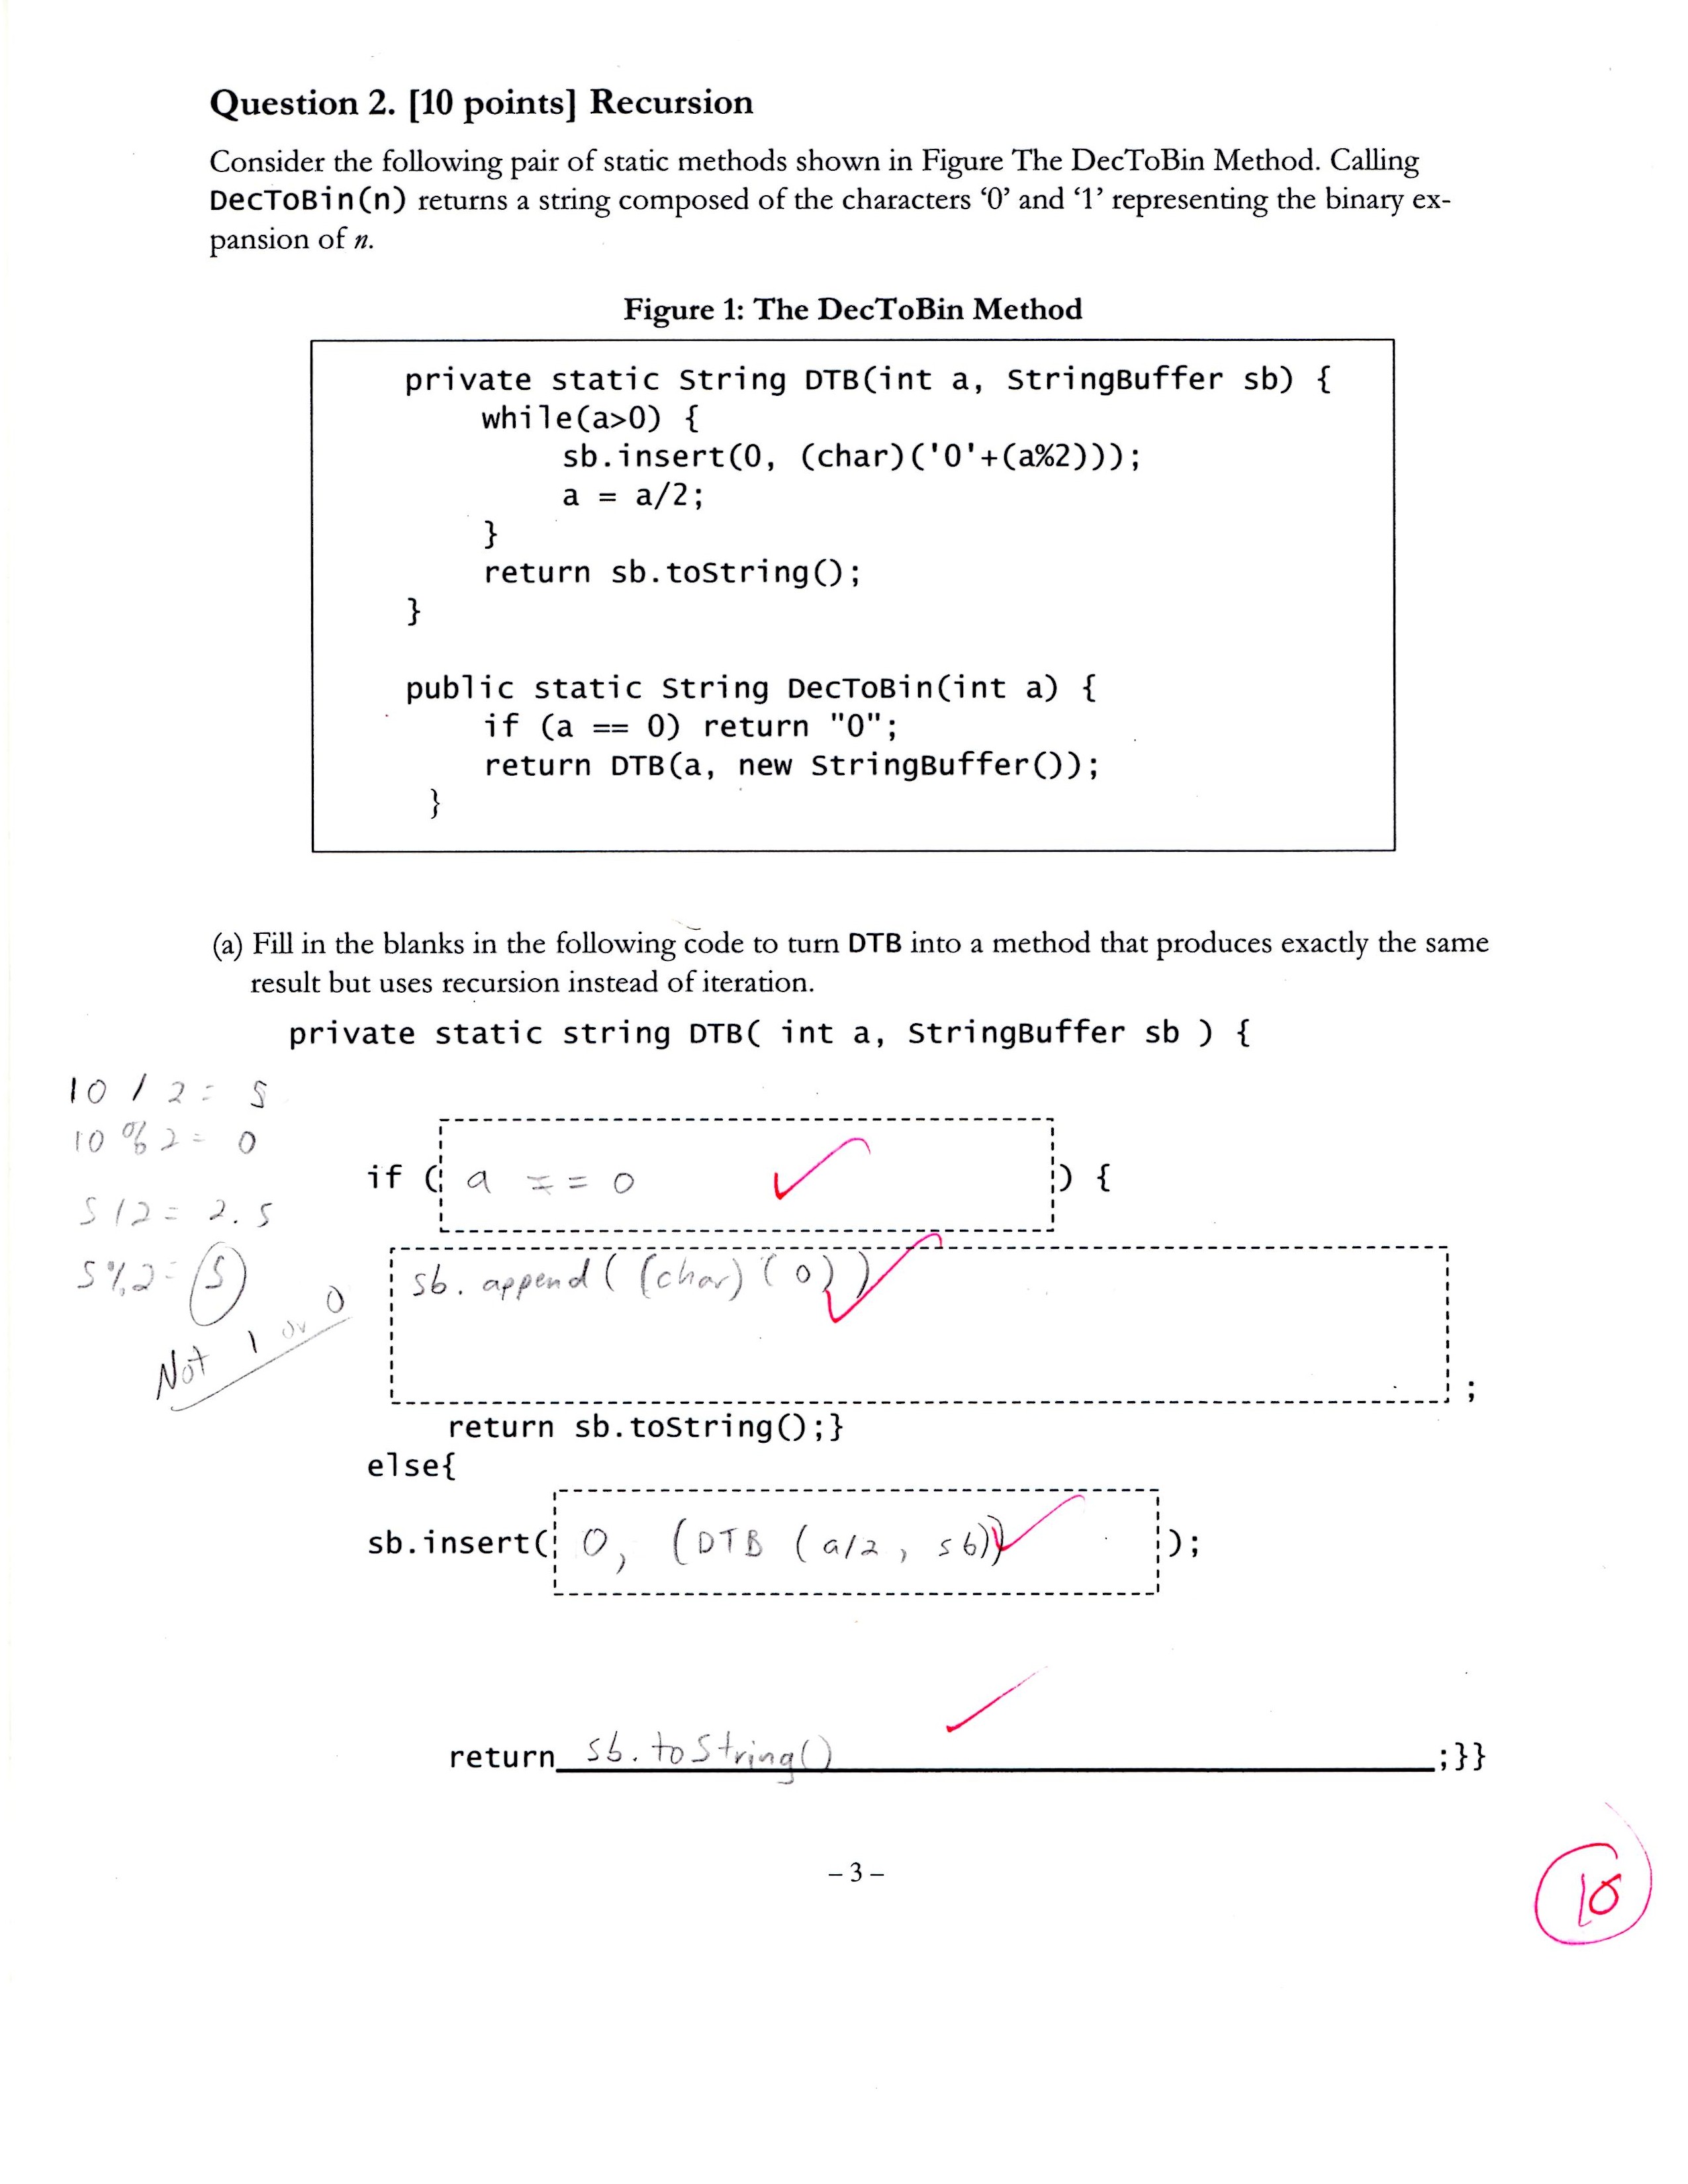 Question 2. [10 points] Recursion
Consider the following pair of static methods shown in Figure The DecToBin Method. Calling
DecToBin(n) returns a string composed of the characters ‘0’ and ‘1’ representing the binary ex-
pansion of n.
Figure 1: The DecToBin Method
private static String DTB(int a, StringBuffer sb) {
while(a>0) {
sb.insert(0, (char)('0'+(a%2)));
a = a/2;
}
return sb.toString();
}
public static String DecToBin(int a) {
if (a == 0) return "0";
return DTB(a, new StringBuffer());
}
(a) Fill in the blanks in the following code to turn DTB into a method that produces exactly the same
result but uses recursion instead of iteration.
private static string DTB( int a, StringBuffer sb ) {
10 / 2 = 5
10 % 2 = 0
if ( a == 0 ) {
5/2 = 2.5
5%2 = 5
Not 1 or 0
sb. append ( (char) (0) )
;
return sb.toString();}
else{
sb.insert( 0, (DTB (a/2, sb)) );
return sb.toString() ;}}
– 3 –
10